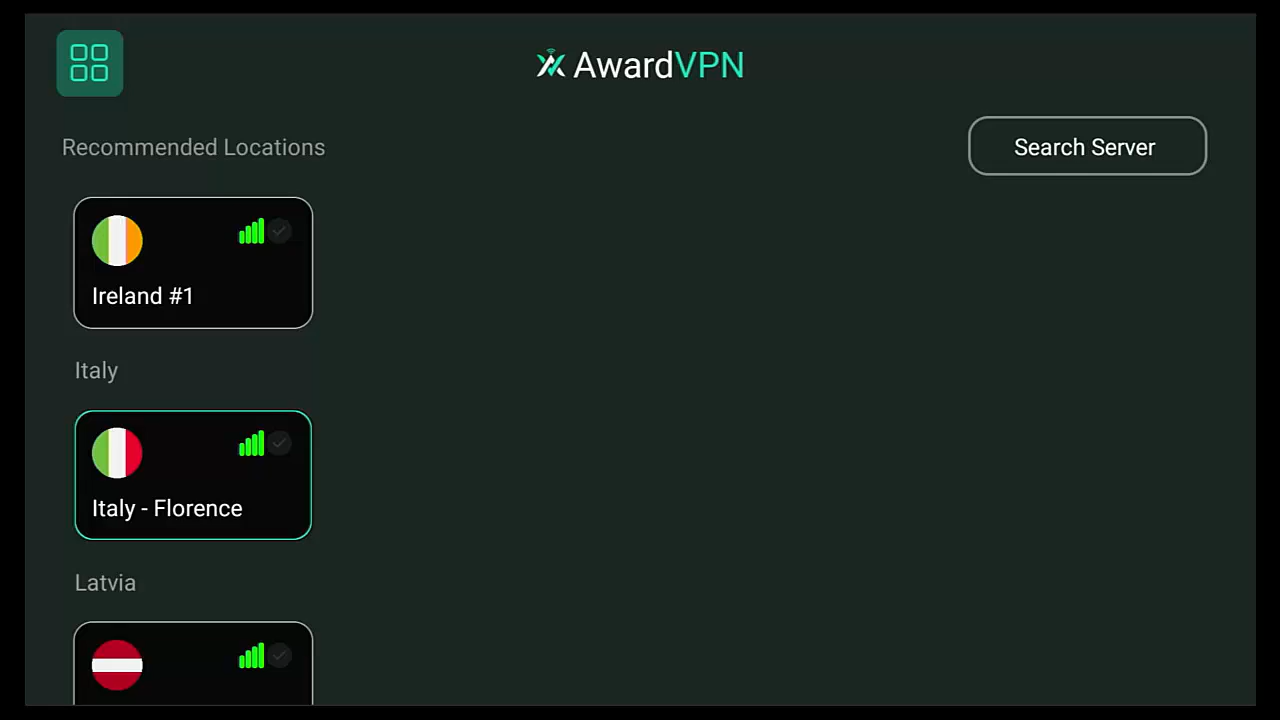 AwardVPN
Recommended Locations
Search Server
Ireland #1
Italy
Italy - Florence
Latvia